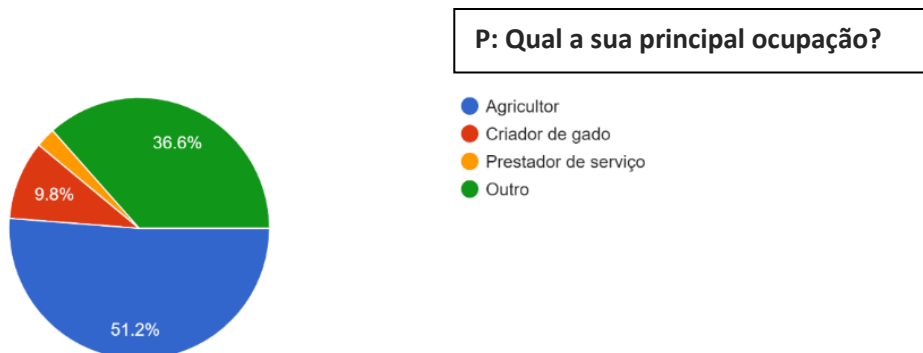 P: Qual a sua principal ocupação?
Agricultor
Criador de gado
Prestador de serviço
Outro
36.6%
9.8%
51.2%